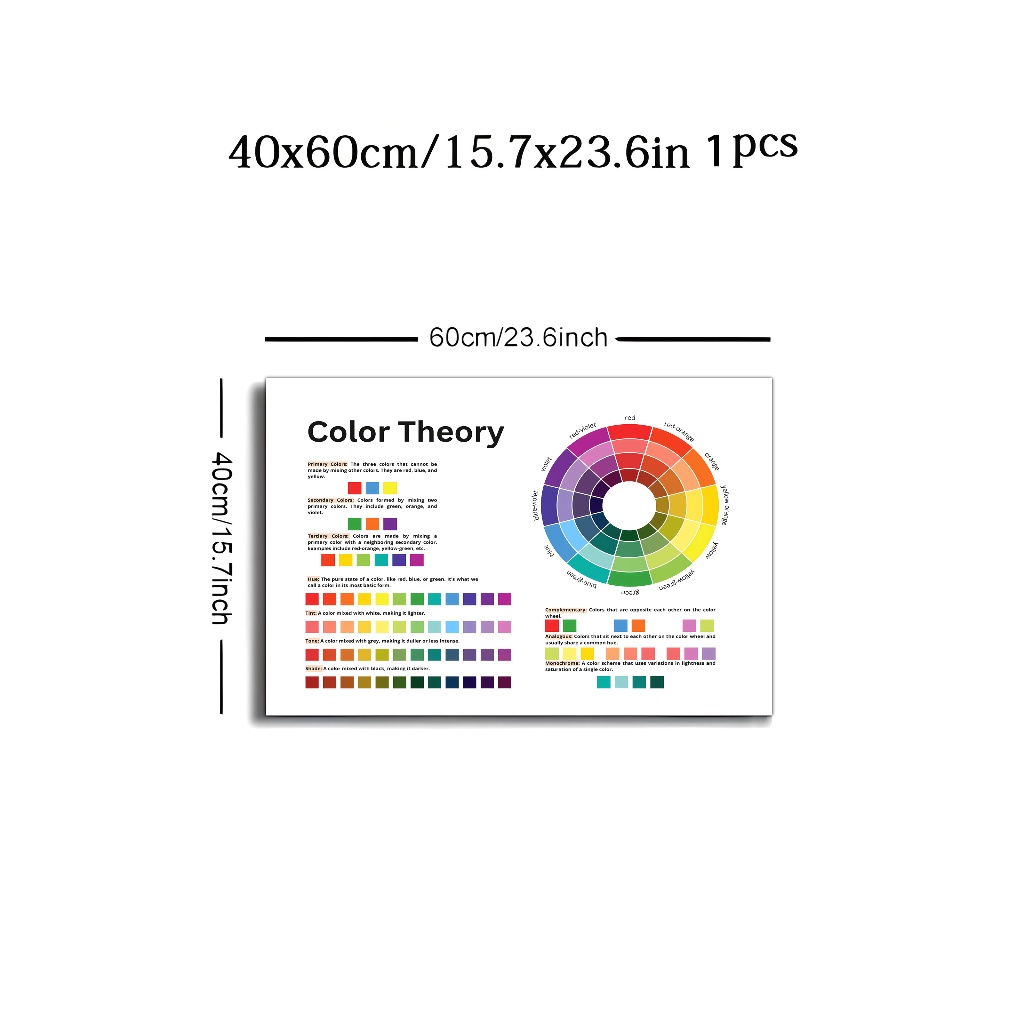 40x60cm/15.7x23.6in 1pcs
60cm/23.6inch
40cm/15.7inch
Color Theory
Primary Colors: The three colors that cannot be
made by mixing other colors. They are red, blue, and
yellow.
Secondary Colors: Colors formed by mixing two
primary colors. They include green, orange, and
violet.
Tertiary Colors: Colors are made by mixing a
primary color with a neighboring secondary color.
Examples include red-orange, yellow-green, etc.
Hue: The pure state of a color, like red, blue, or green. It's what we
call a color in its most basic form.
Tint: A color mixed with white, making it lighter.
Tone: A color mixed with grey, making it duller or less intense.
Shade: A color mixed with black, making it darker.
red
red-orange
orange
yellow-orange
yellow
yellow-green
green
blue-green
blue
blue-violet
violet
red-violet
Complementary: Colors that are opposite each other on the color
wheel.
Analogous: Colors that sit next to each other on the color wheel and
usually share a common hue.
Monochrome: A color scheme that uses variations in lightness and
saturation of a single color.